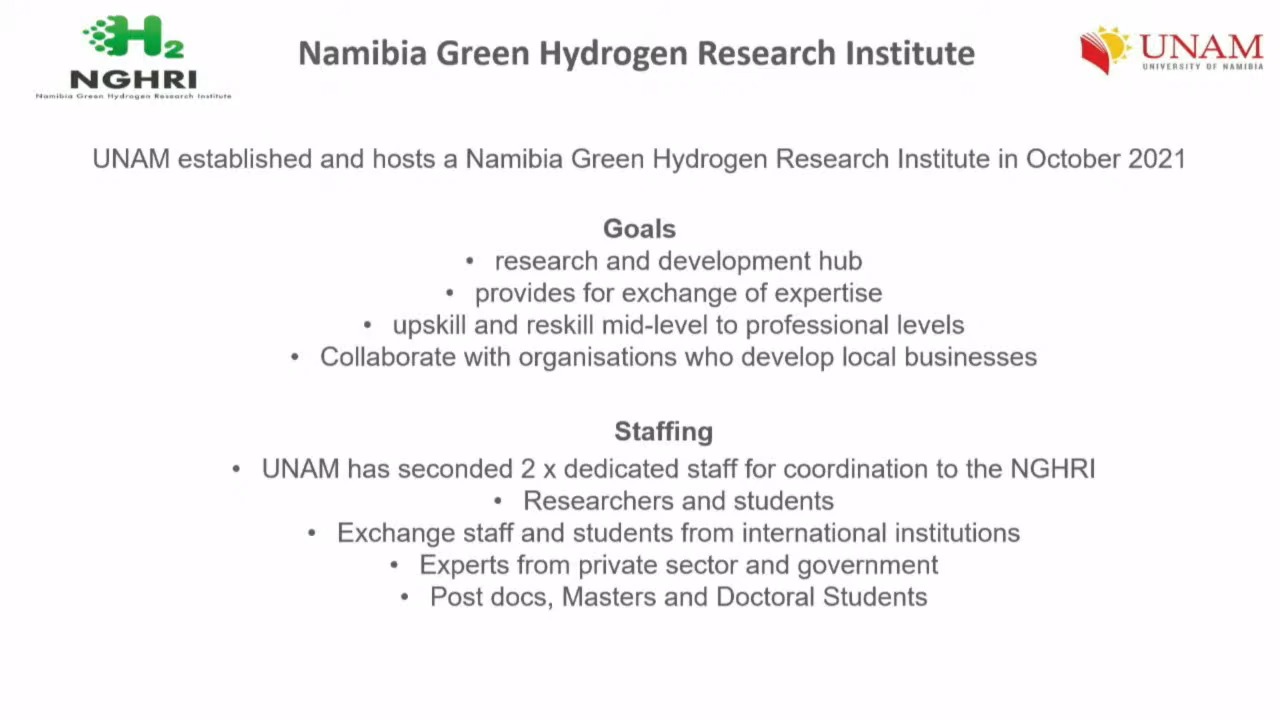 H2
NGHRI
Namibia Green Hydrogen Research Institute
Namibia Green Hydrogen Research Institute
UNAM
UNIVERSITY OF NAMIBIA
UNAM established and hosts a Namibia Green Hydrogen Research Institute in October 2021
Goals
• research and development hub
• provides for exchange of expertise
• upskill and reskill mid-level to professional levels
• Collaborate with organisations who develop local businesses
Staffing
• UNAM has seconded 2 x dedicated staff for coordination to the NGHRI
• Researchers and students
• Exchange staff and students from international institutions
• Experts from private sector and government
• Post docs, Masters and Doctoral Students